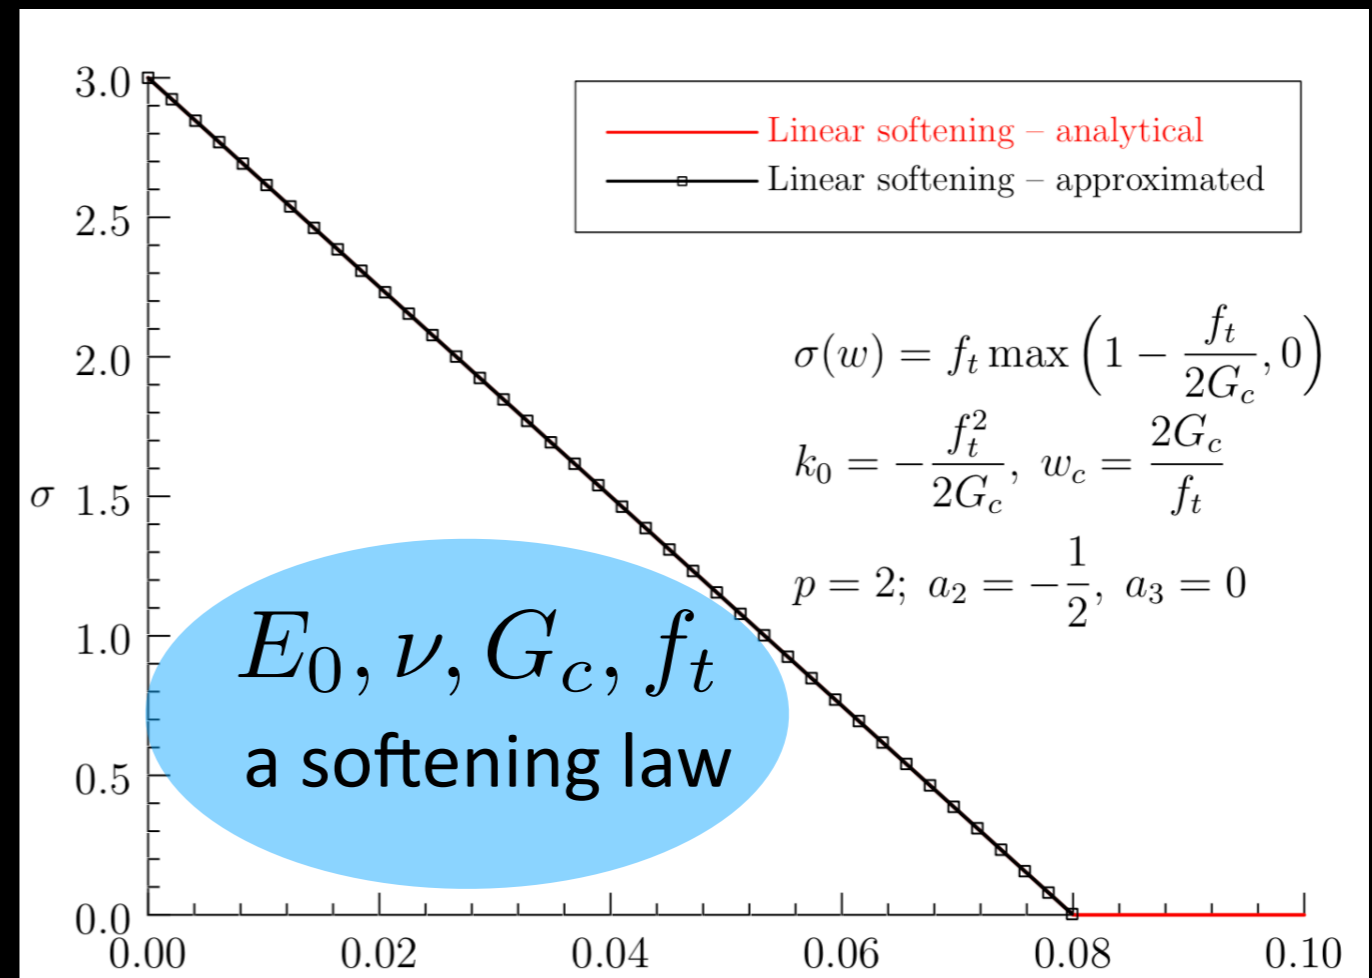 3.0
2.5
2.0
σ 1.5
1.0
0.5
0.0
0.00 0.02 0.04 0.06 0.08 0.10
Linear softening – analytical
Linear softening – approximated
σ(w) = f_t max (1 − f_t/2G_c, 0)
k_0 = −f_t^2/2G_c, w_c = 2G_c/f_t
p = 2; a_2 = −1/2, a_3 = 0
E_0, ν, G_c, f_t
a softening law